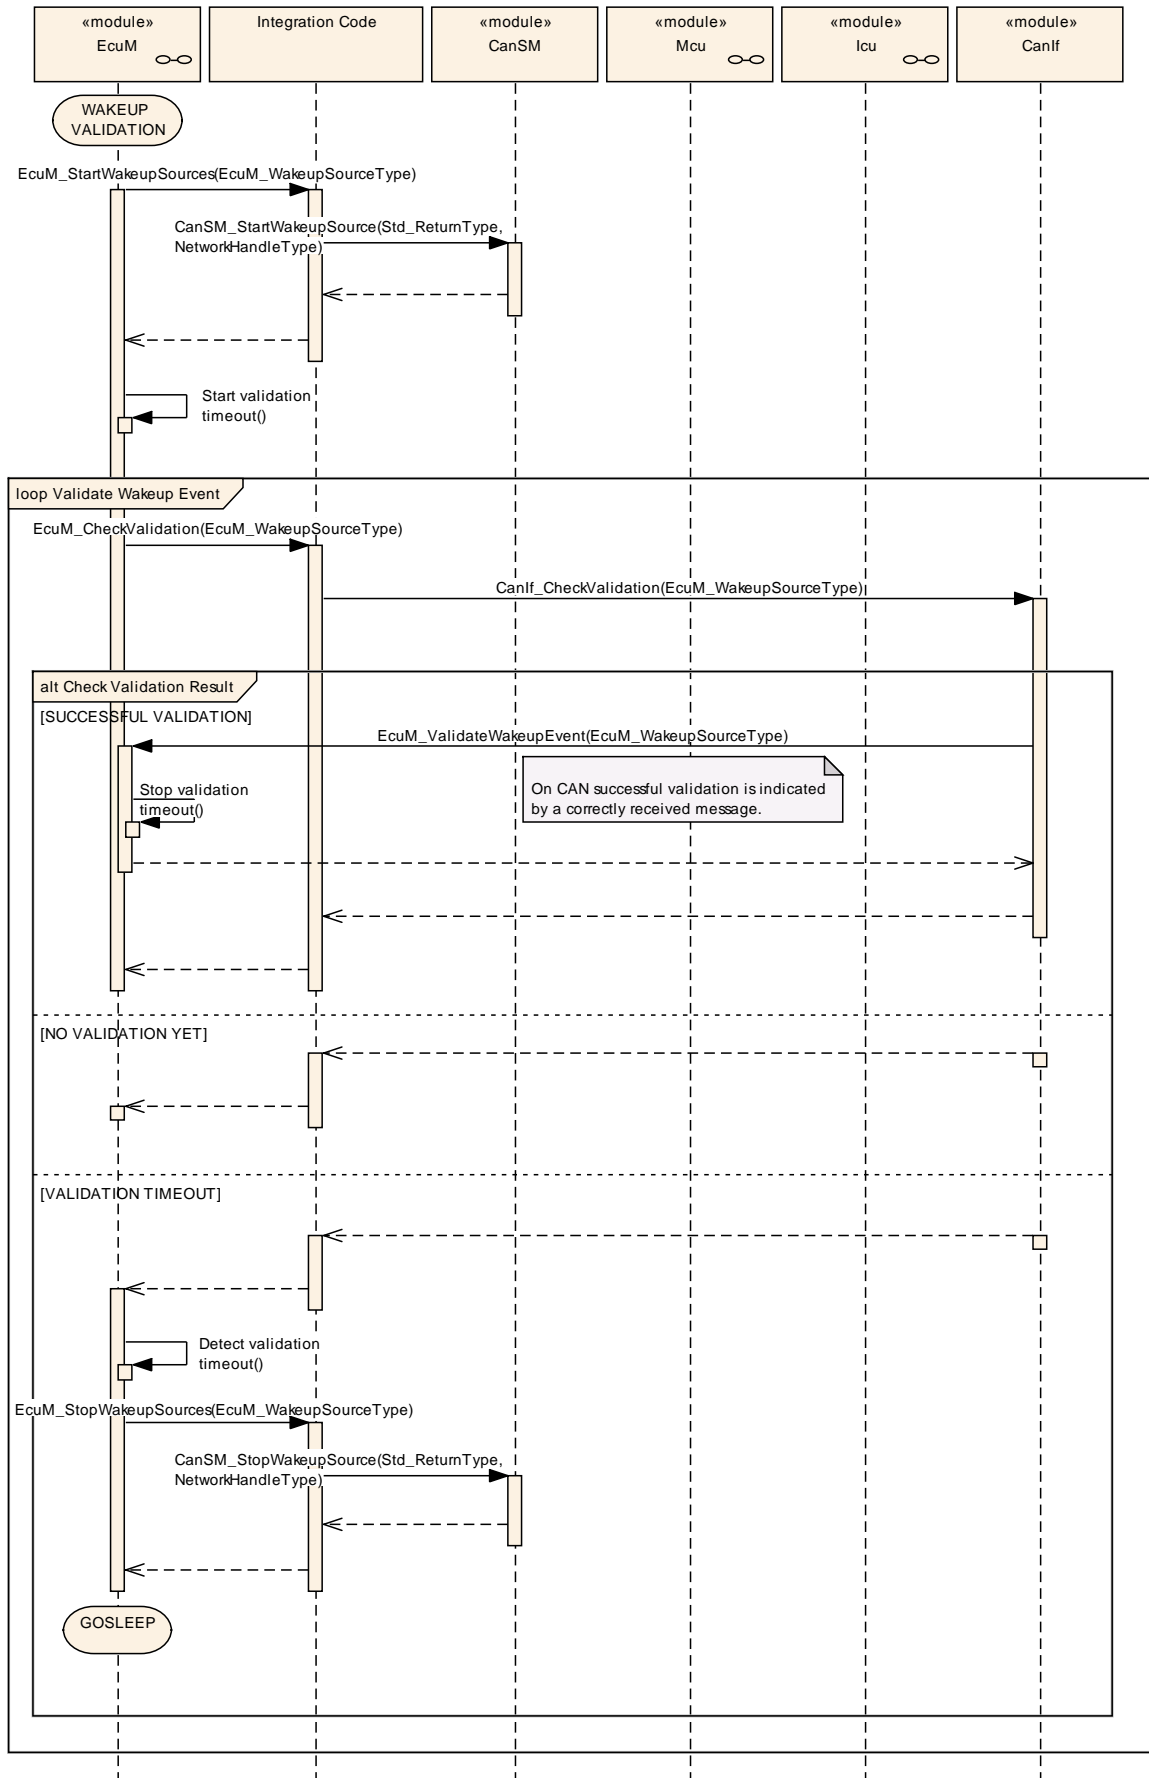 «module»
EcuM
Integration Code
«module»
CanSM
«module»
Mcu
«module»
Icu
«module»
CanIf
WAKEUP
VALIDATION
EcuM_StartWakeupSources(EcuM_WakeupSourceType)
CanSM_StartWakeupSource(Std_ReturnType,
NetworkHandleType)
Start validation
timeout()
loop Validate Wakeup Event
EcuM_CheckValidation(EcuM_WakeupSourceType)
CanIf_CheckValidation(EcuM_WakeupSourceType)
alt Check Validation Result
[SUCCESSFUL VALIDATION]
EcuM_ValidateWakeupEvent(EcuM_WakeupSourceType)
On CAN successful validation is indicated
by a correctly received message.
Stop validation
timeout()
[NO VALIDATION YET]
[VALIDATION TIMEOUT]
Detect validation
timeout()
EcuM_StopWakeupSources(EcuM_WakeupSourceType)
CanSM_StopWakeupSource(Std_ReturnType,
NetworkHandleType)
GOSLEEP